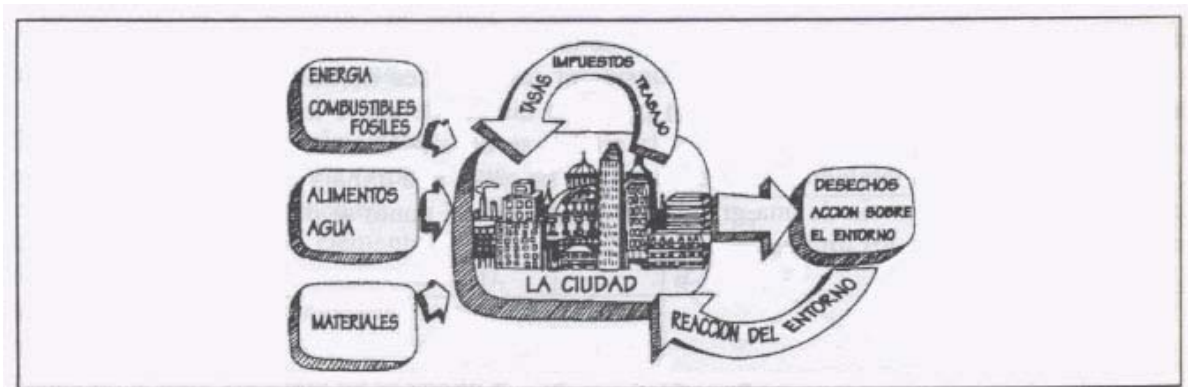 ENERGIA
COMBUSTIBLES
FOSILES
ALIMENTOS
AGUA
MATERIALES
TASAS IMPUESTOS TRABAJO
LA CIUDAD
DESECHOS
ACCION SOBRE
EL ENTORNO
REACCION DEL ENTORNO